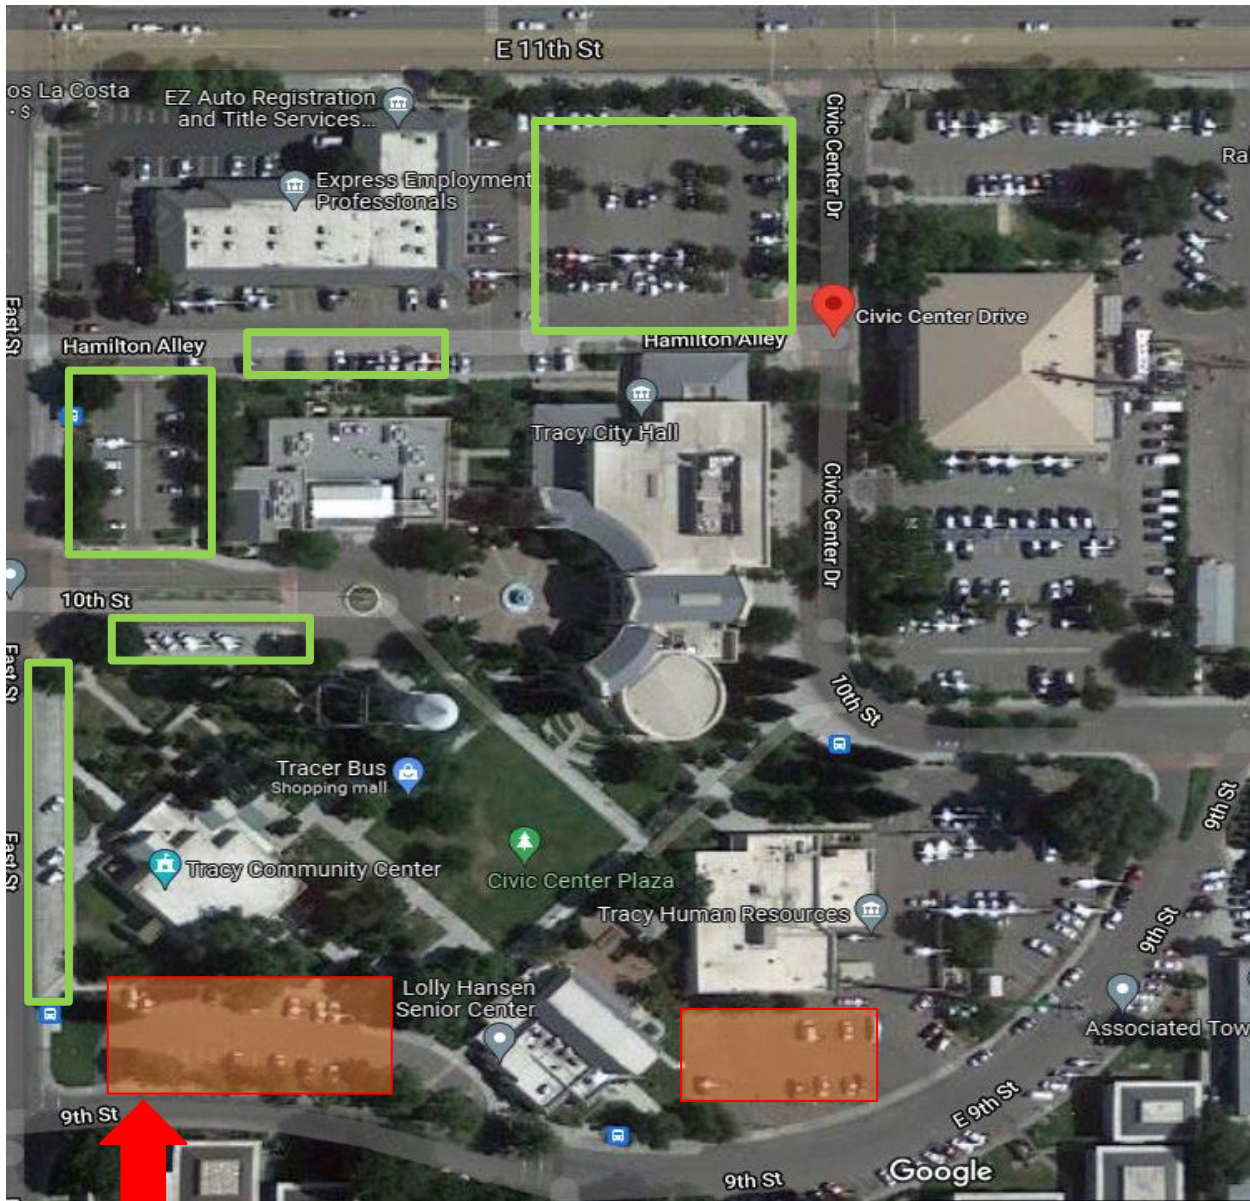 E 11th St
os La Costa
· $
EZ Auto Registration
and Title Services...
Civic Center Dr
Ra
Express Employment
Professionals
East St
Civic Center Drive
Hamilton Alley
Hamilton Alley
Tracy City Hall
Civic Center Dr
10th St
East St
10th St
Tracer Bus
Shopping mall
9th St
East St
Tracy Community Center
Civic Center Plaza
Tracy Human Resources
9th St
Lolly Hansen
Senior Center
Associated Tow
9th St
E 9th St
9th St
Google